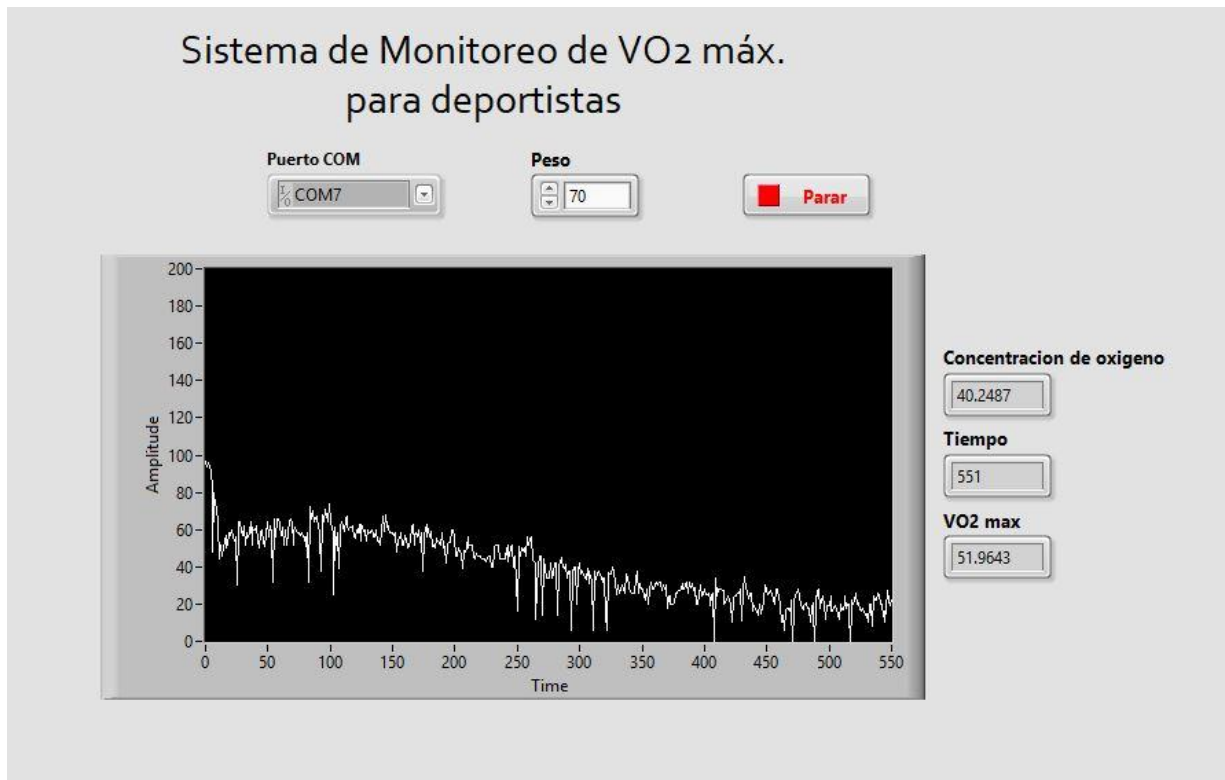 Sistema de Monitoreo de VO2 máx.
para deportistas
Puerto COM
Peso
COM7
70
Parar
200
180
160
140
120
100
80
60
40
20
0
Amplitude
0 50 100 150 200 250 300 350 400 450 500 550
Time
Concentracion de oxigeno
40.2487
Tiempo
551
VO2 max
51.9643